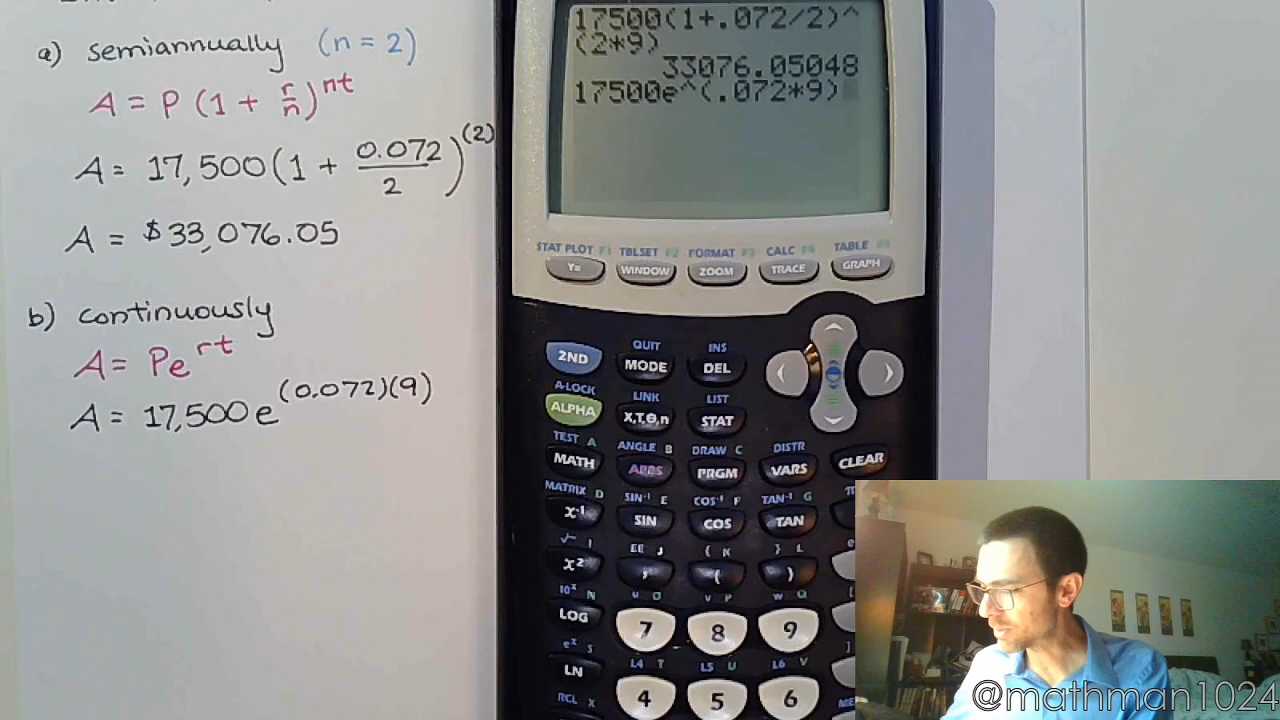 a) semiannually (n = 2)
A = P (1 + r/n)^nt
A = 17,500 (1 + 0.072/2)^(2)
A = $33,076.05
b) continuously
A = Pe^rt
A = 17,500 e^(0.072)(9)
17500(1+.072/2)^
(2*9)
33076.05048
17500e^(.072*9)
STAT PLOT F1 TBLSET F2 FORMAT F3 CALC F4 TABLE F5
Y= WINDOW ZOOM TRACE GRAPH
QUIT INS
2ND MODE DEL
A-LOCK LINK LIST
ALPHA X,T,Θ,n STAT
TEST A ANGLE B DRAW C DISTR
MATH APPS PRGM VARS CLEAR
MATRIX D SIN⁻¹ E COS⁻¹ F TAN⁻¹ G
X⁻¹ SIN COS TAN
√ I EE J { K } L
X² , ( )
10ˣ N u O v P w Q
LOG 7 8 9
eˣ S L4 T L5 U L6 V
LN 4 5 6
RCL X
@mathman1024